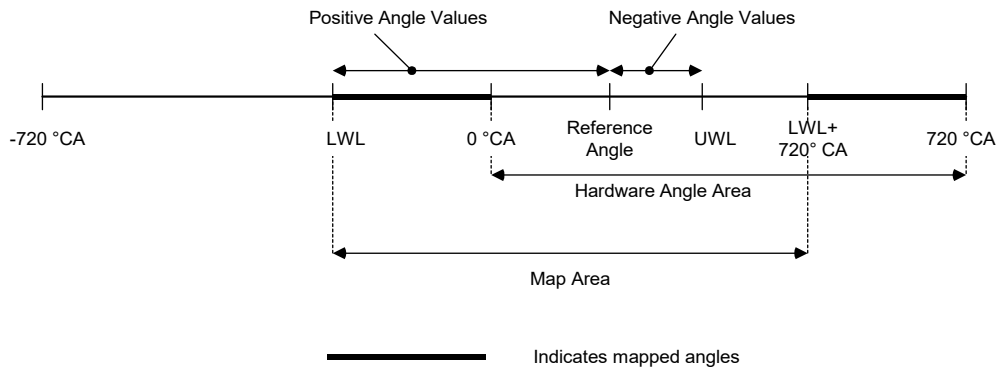 Positive Angle Values
Negative Angle Values
-720 °CA
LWL
0 °CA
Reference
Angle
UWL
LWL+
720° CA
720 °CA
Hardware Angle Area
Map Area
Indicates mapped angles